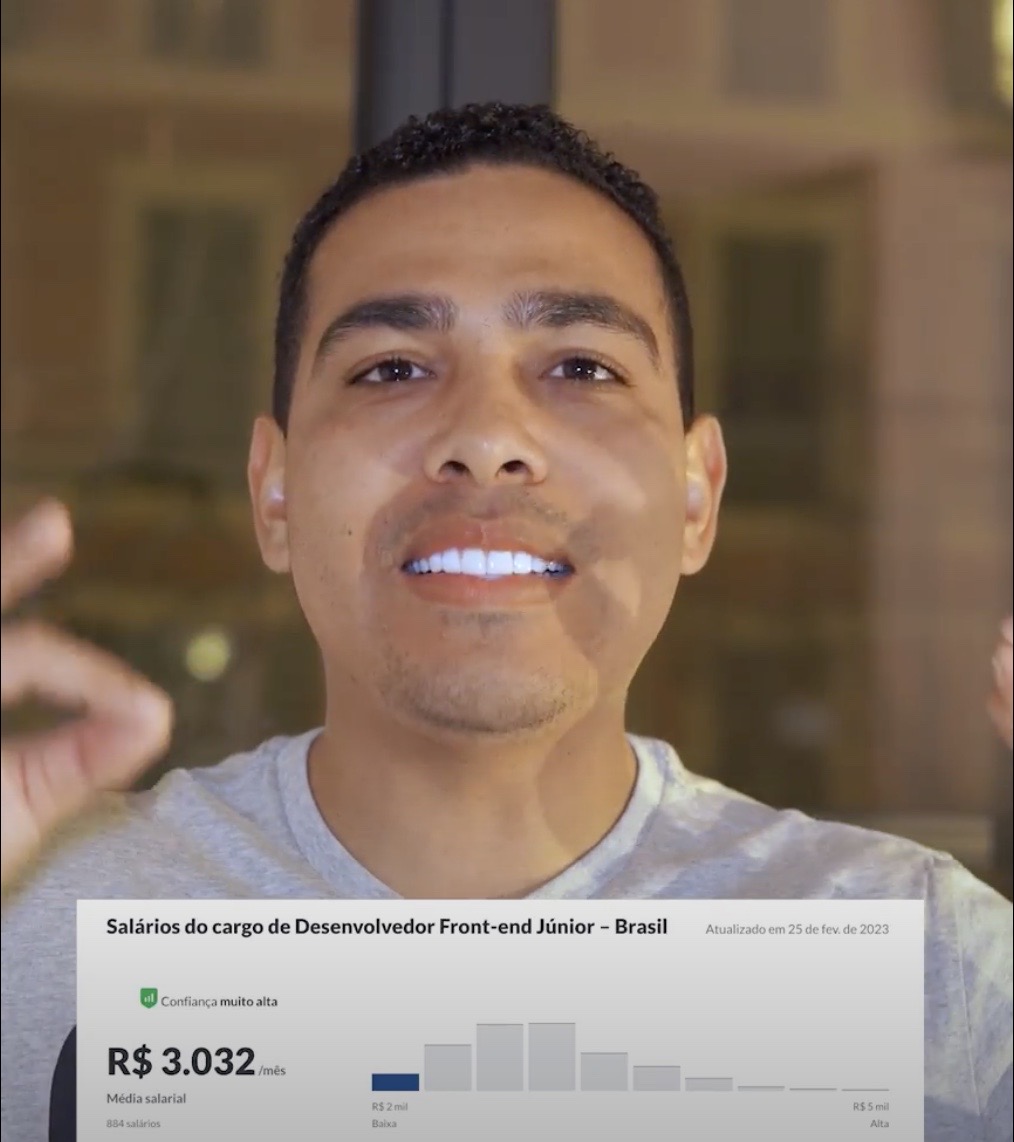 Salários do cargo de Desenvolvedor Front-end Júnior – Brasil
Atualizado em 25 de fev. de 2023
Confiança muito alta
R$ 3.032 /mês
Média salarial
884 salários
R$ 2 mil
Baixa
R$ 5 mil
Alta